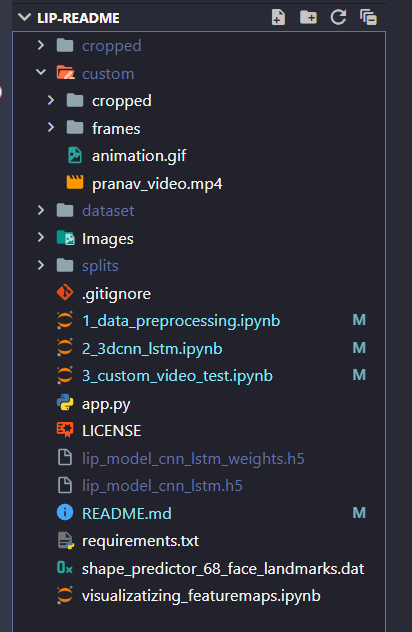 LIP-README
cropped
custom
cropped
frames
animation.gif
pranav_video.mp4
dataset
Images
splits
.gitignore
1_data_preprocessing.ipynb M
2_3dcnn_lstm.ipynb M
3_custom_video_test.ipynb M
app.py
LICENSE
lip_model_cnn_lstm_weights.h5
lip_model_cnn_lstm.h5
README.md M
requirements.txt
shape_predictor_68_face_landmarks.dat
visualizatizing_featuremaps.ipynb